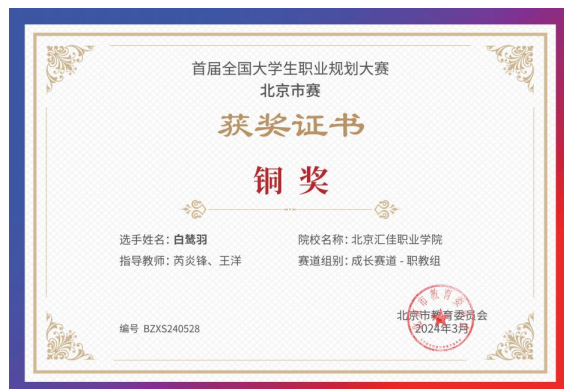 首届全国大学生职业规划大赛
北京市赛
获奖证书
铜奖
选手姓名：白鹭羽 院校名称：北京汇佳职业学院
指导教师：芮炎锋、王洋 赛道组别：成长赛道 - 职教组
北京市教育委员会
编号 BZXS240528 2024年3月